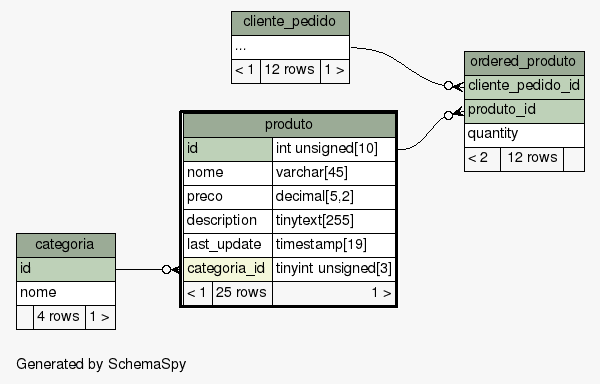 cliente_pedido
...
< 1 12 rows 1 >
ordered_produto
cliente_pedido_id
produto_id
quantity
< 2 12 rows
produto
id int unsigned[10]
nome varchar[45]
preco decimal[5,2]
description tinytext[255]
last_update timestamp[19]
categoria_id tinyint unsigned[3]
< 1 25 rows 1 >
categoria
id
nome
4 rows 1 >
Generated by SchemaSpy